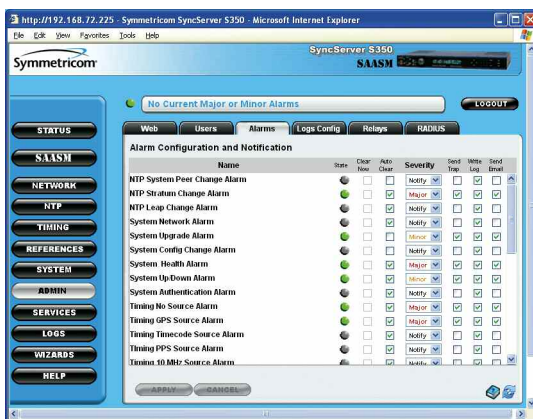 http://192.168.72.225 - Symmetricom SyncServer S350 - Microsoft Internet Explorer
File Edit View Favorites Tools Help
Symmetricom
SyncServer S350
SAASM
No Current Major or Minor Alarms
LOGOUT
STATUS
SAASM
NETWORK
NTP
TIMING
REFERENCES
SYSTEM
ADMIN
SERVICES
LOGS
WIZARDS
HELP
Web Users Alarms Logs Config Relays RADIUS
Alarm Configuration and Notification
Name State Clear Now Auto Clear Severity Send Trap Write Log Send Email
NTP System Peer Change Alarm Notify
NTP Stratum Change Alarm Major
NTP Leap Change Alarm Notify
System Network Alarm Notify
System Upgrade Alarm Minor
System Config Change Alarm Notify
System Health Alarm Major
System Up/Down Alarm Minor
System Authentication Alarm Notify
Timing No Source Alarm Major
Timing GPS Source Alarm Major
Timing Timecode Source Alarm Notify
Timing PPS Source Alarm Notify
Timing 10 MHz Source Alarm Notify
APPLY CANCEL